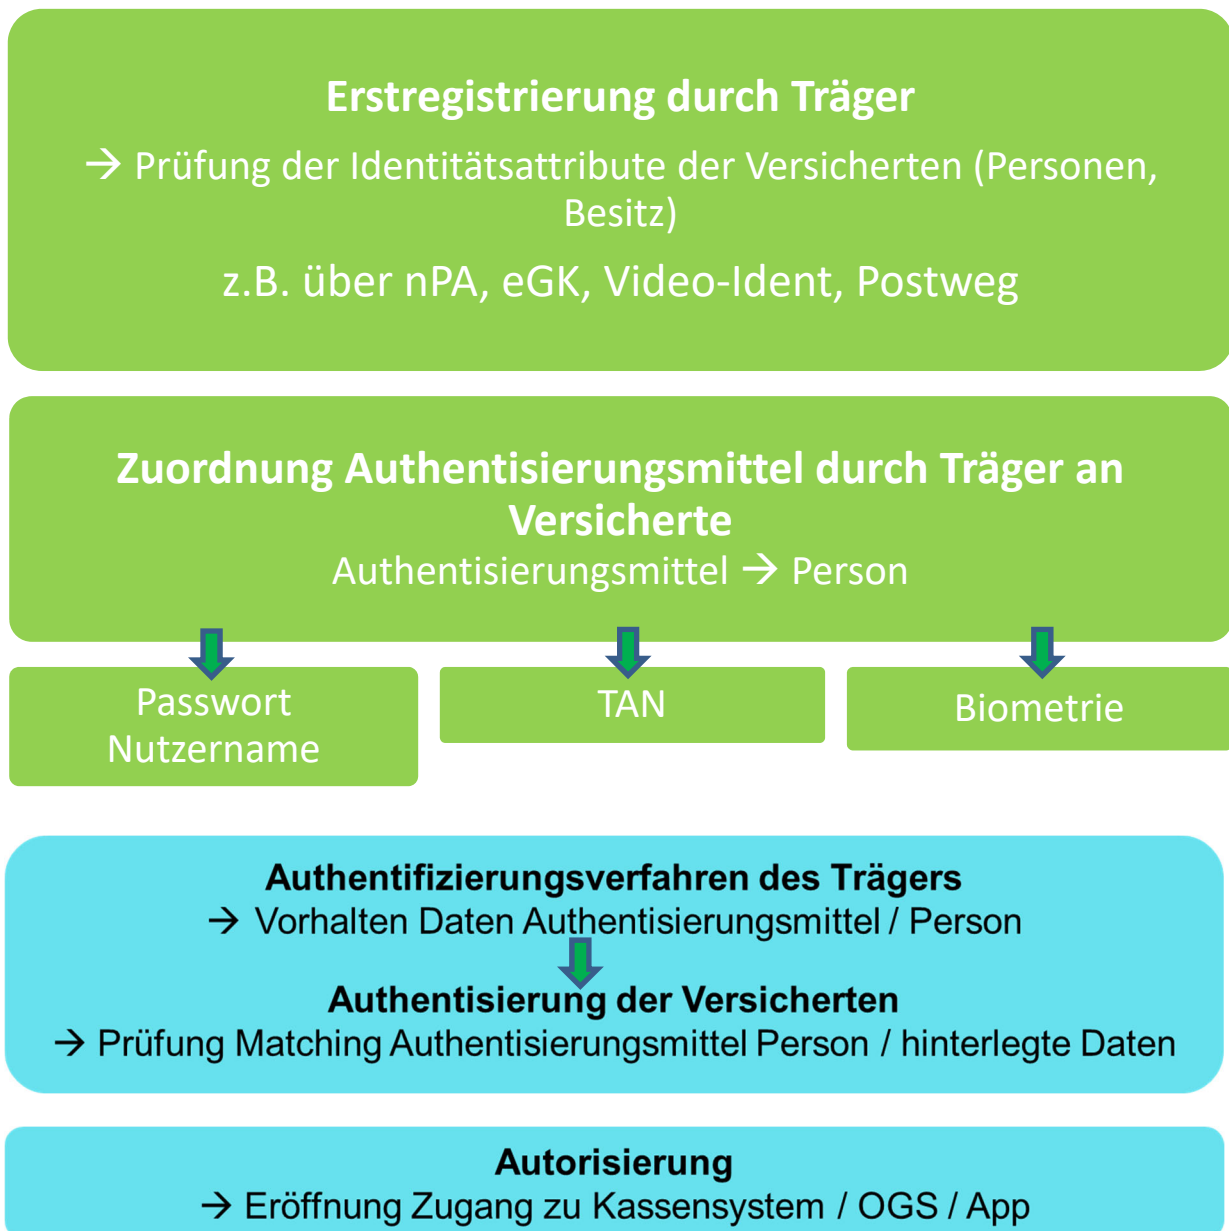 Erstregistrierung durch Träger
→ Prüfung der Identitätsattribute der Versicherten (Personen,
Besitz)
z.B. über nPA, eGK, Video-Ident, Postweg
Zuordnung Authentisierungsmittel durch Träger an
Versicherte
Authentisierungsmittel → Person
Passwort
Nutzername
TAN
Biometrie
Authentifizierungsverfahren des Trägers
→ Vorhalten Daten Authentisierungsmittel / Person
Authentisierung der Versicherten
→ Prüfung Matching Authentisierungsmittel Person / hinterlegte Daten
Autorisierung
→ Eröffnung Zugang zu Kassensystem / OGS / App